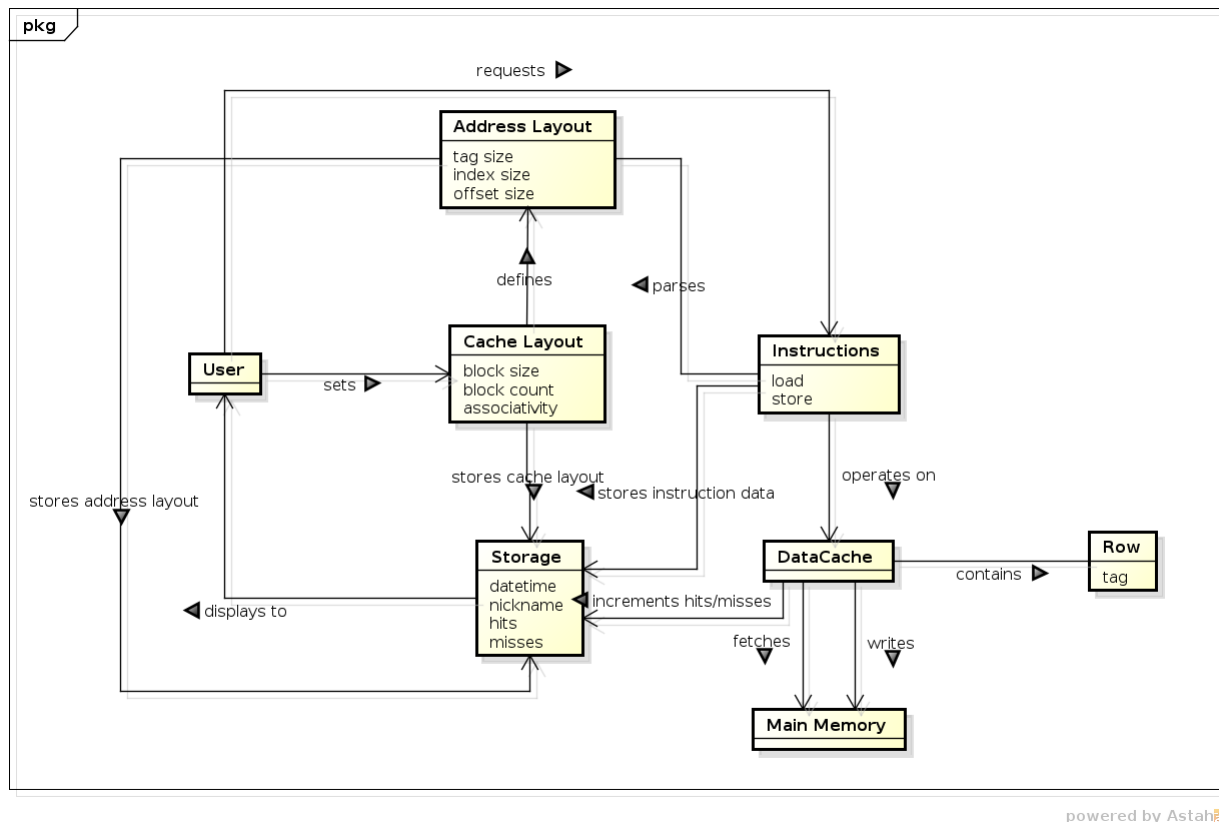 pkg
requests
Address Layout
tag size
index size
offset size
defines
parses
Cache Layout
block size
block count
associativity
User
sets
Instructions
load
store
stores cache layout
stores instruction data
operates on
stores address layout
Storage
datetime
nickname
hits
misses
DataCache
Row
tag
contains
displays to
increments hits/misses
fetches
writes
Main Memory
powered by Astah